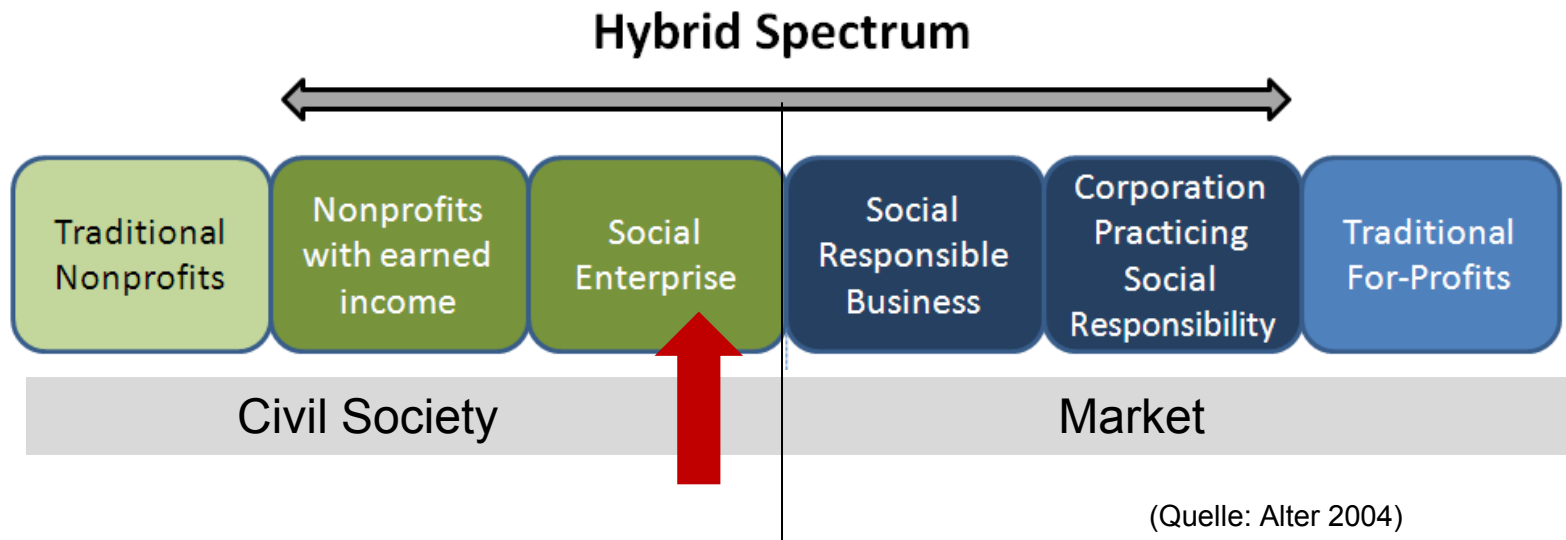 Hybrid Spectrum
Traditional
Nonprofits
Nonprofits
with earned
income
Social
Enterprise
Social
Responsible
Business
Corporation
Practicing
Social
Responsibility
Traditional
For-Profits
Civil Society
Market
(Quelle: Alter 2004)